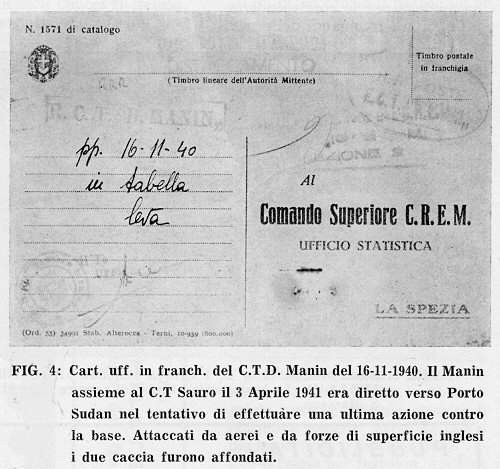 N. 1571 di catalogo
Timbro postale
in franchigia
(Timbro lineare dell'Autorità Mittente)
R. C. T. D. MANIN
pp. 16-11-40
in tabella
leva
Al
Comando Superiore C.R.E.M.
UFFICIO STATISTICA
LA SPEZIA
(Ord. 53) 3499) Stab. Alterocca - Terni, 10-939 (800.000)
FIG. 4: Cart. uff. in franch. del C.T.D. Manin del 16-11-1940. Il Manin
assieme al C.T Sauro il 3 Aprile 1941 era diretto verso Porto
Sudan nel tentativo di effettuàre una ultima azione contro
la base. Attaccati da aerei e da forze di superficie inglesi
i due caccia furono affondati.